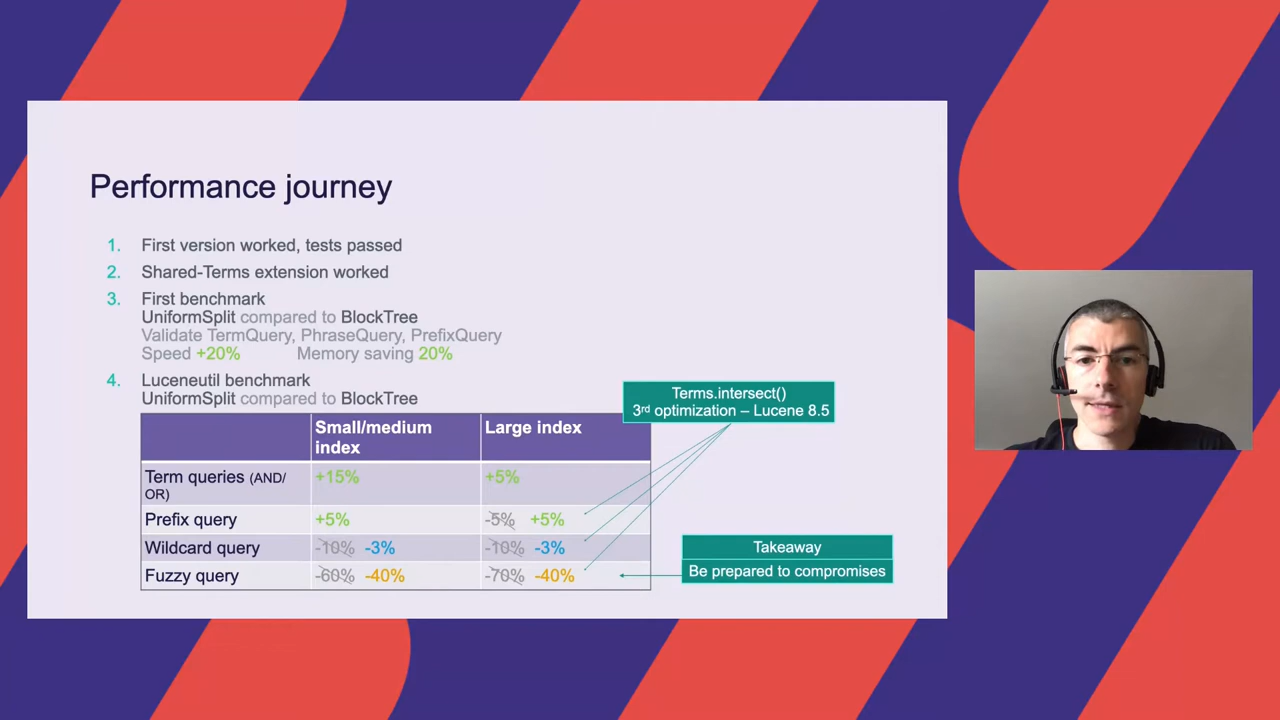 Performance journey
1. First version worked, tests passed
2. Shared-Terms extension worked
3. First benchmark
UniformSplit compared to BlockTree
Validate TermQuery, PhraseQuery, PrefixQuery
Speed +20% Memory saving 20%
4. Luceneutil benchmark
UniformSplit compared to BlockTree
Terms.intersect()
3rd optimization – Lucene 8.5
Small/medium
index
Large index
Term queries (AND/
OR)
+15%
+5%
Prefix query
+5%
-5% +5%
Wildcard query
-10% -3%
-10% -3%
Fuzzy query
-60% -40%
-70% -40%
Takeaway
Be prepared to compromises